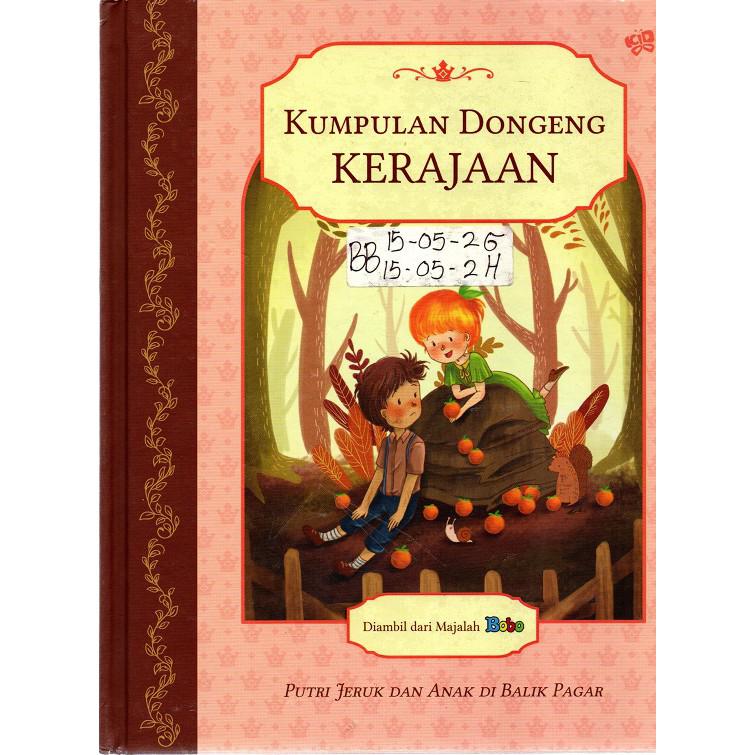 KUMPULAN DONGENG
KERAJAAN
BB 15-05-2G
15-05-2H
Diambil dari Majalah Bobo
PUTRI JERUK DAN ANAK DI BALIK PAGAR